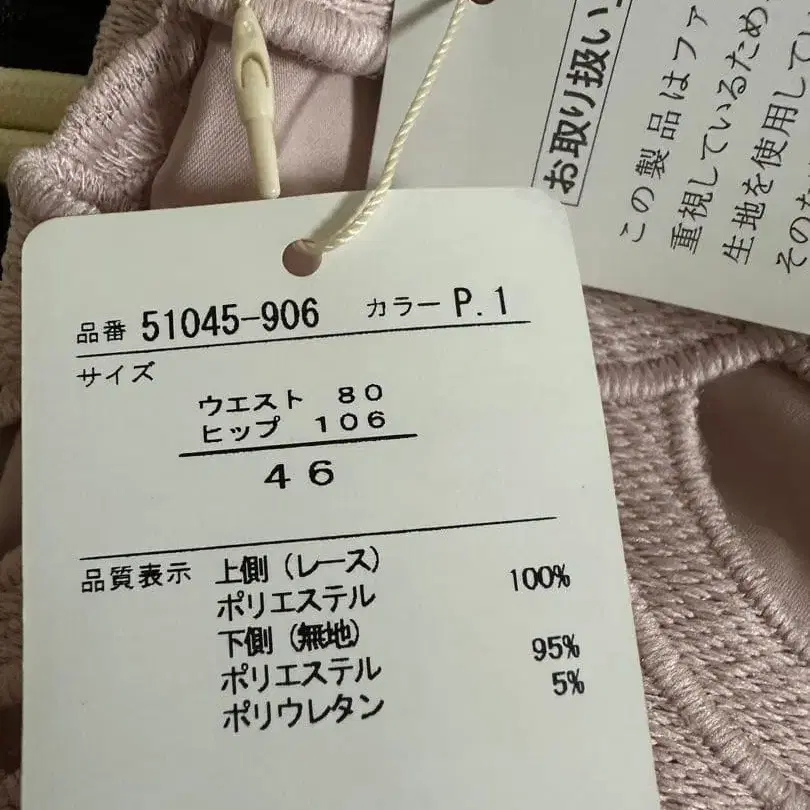 品番 51045-906 カラー P.1
サイズ
ウエスト 80
ヒップ 106
46
品質表示 上側 (レース)
ポリエステル 100%
下側 (無地)
ポリエステル 95%
ポリウレタン 5%
お取り扱い
この製品はファ
重視しているため
生地を使用してい